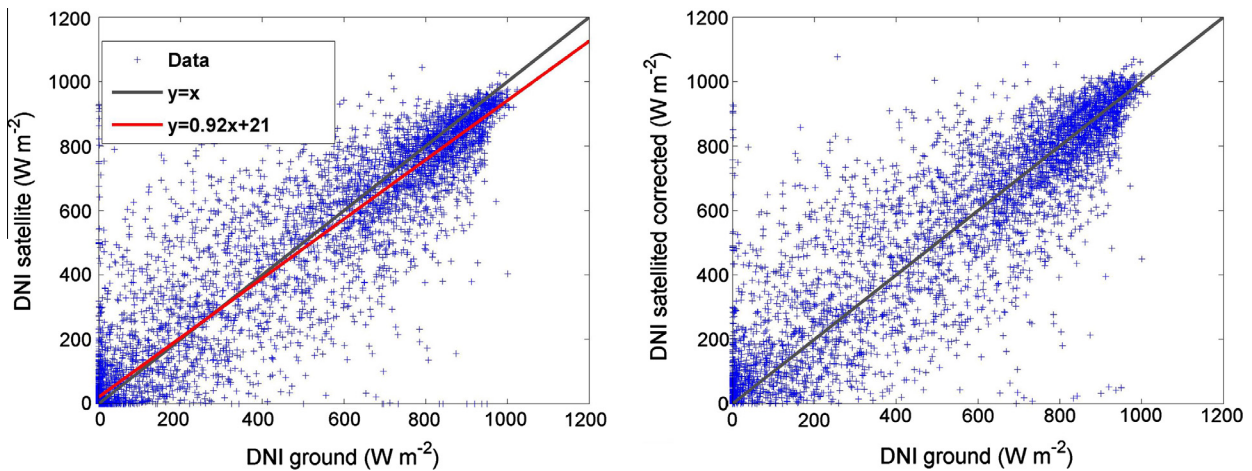 1200
1000
800
600
400
200
0
DNI satellite (W m-2)
Data
y=x
y=0.92x+21
0 200 400 600 800 1000 1200
DNI ground (W m-2)
1200
1000
800
600
400
200
0
DNI satellited corrected (W m-2)
0 200 400 600 800 1000 1200
DNI ground (W m-2)